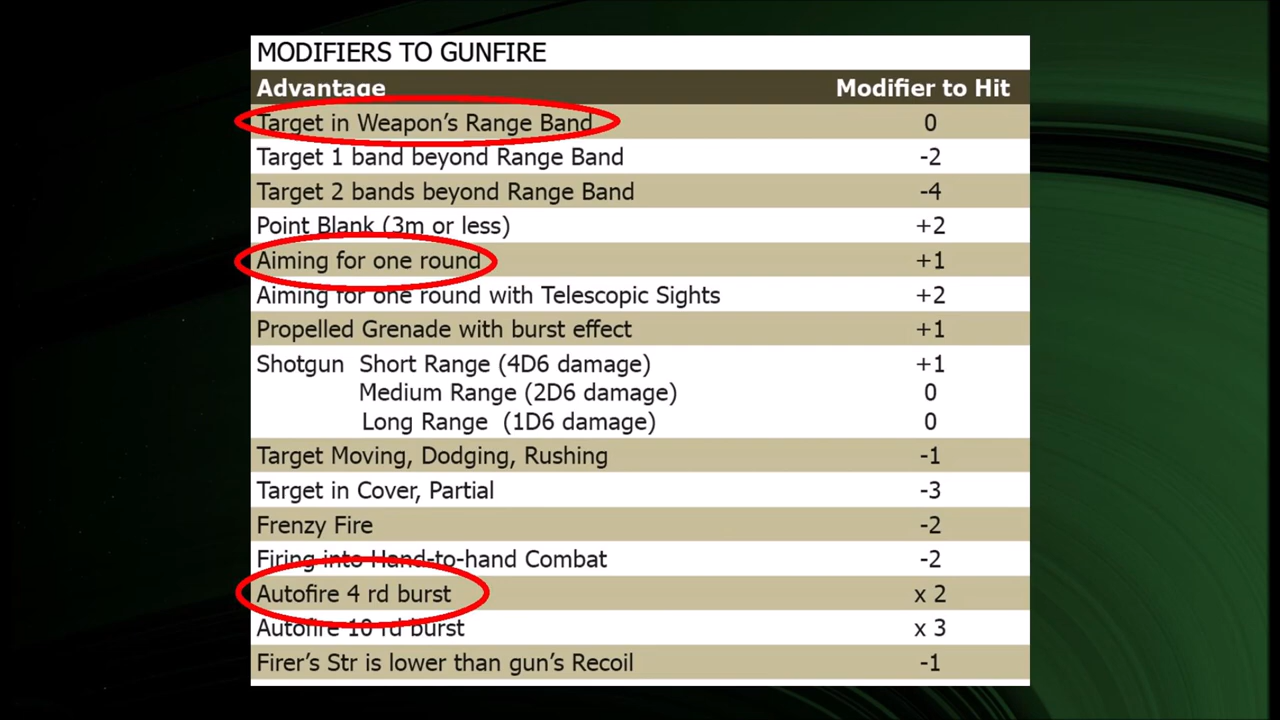 MODIFIERS TO GUNFIRE
Advantage Modifier to Hit
Target in Weapon's Range Band 0
Target 1 band beyond Range Band -2
Target 2 bands beyond Range Band -4
Point Blank (3m or less) +2
Aiming for one round +1
Aiming for one round with Telescopic Sights +2
Propelled Grenade with burst effect +1
Shotgun Short Range (4D6 damage) +1
Medium Range (2D6 damage) 0
Long Range (1D6 damage) 0
Target Moving, Dodging, Rushing -1
Target in Cover, Partial -3
Frenzy Fire -2
Firing into Hand-to-hand Combat -2
Autofire 4 rd burst x 2
Autofire 10 rd burst x 3
Firer's Str is lower than gun's Recoil -1